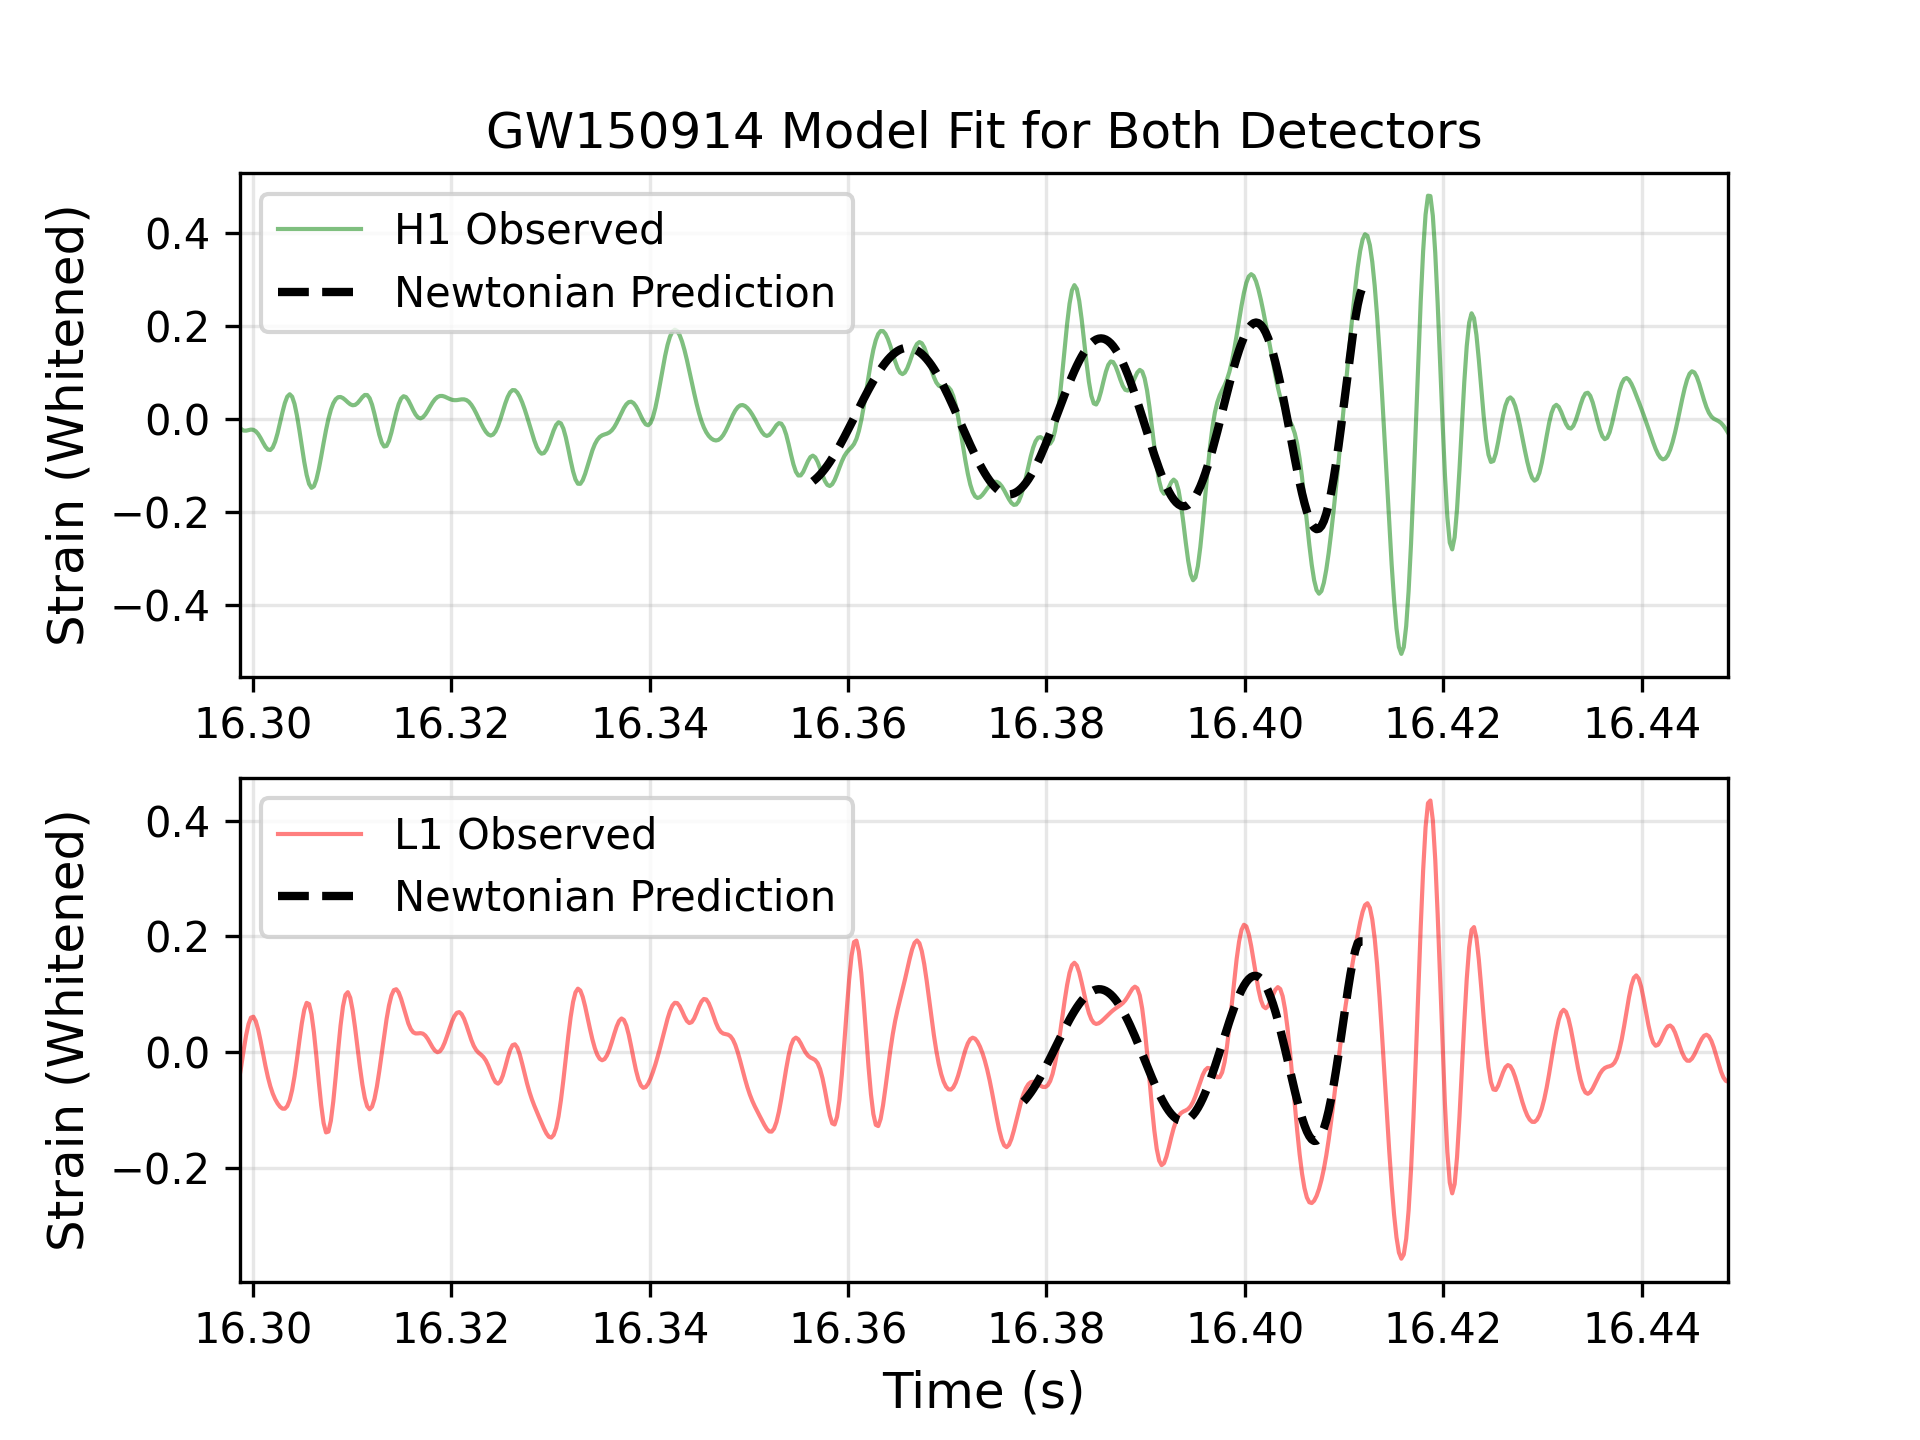 GW150914 Model Fit for Both Detectors
Strain (Whitened)
H1 Observed
Newtonian Prediction
0.4
0.2
0.0
−0.2
−0.4
16.30 16.32 16.34 16.36 16.38 16.40 16.42 16.44
Strain (Whitened)
L1 Observed
Newtonian Prediction
0.4
0.2
0.0
−0.2
16.30 16.32 16.34 16.36 16.38 16.40 16.42 16.44
Time (s)